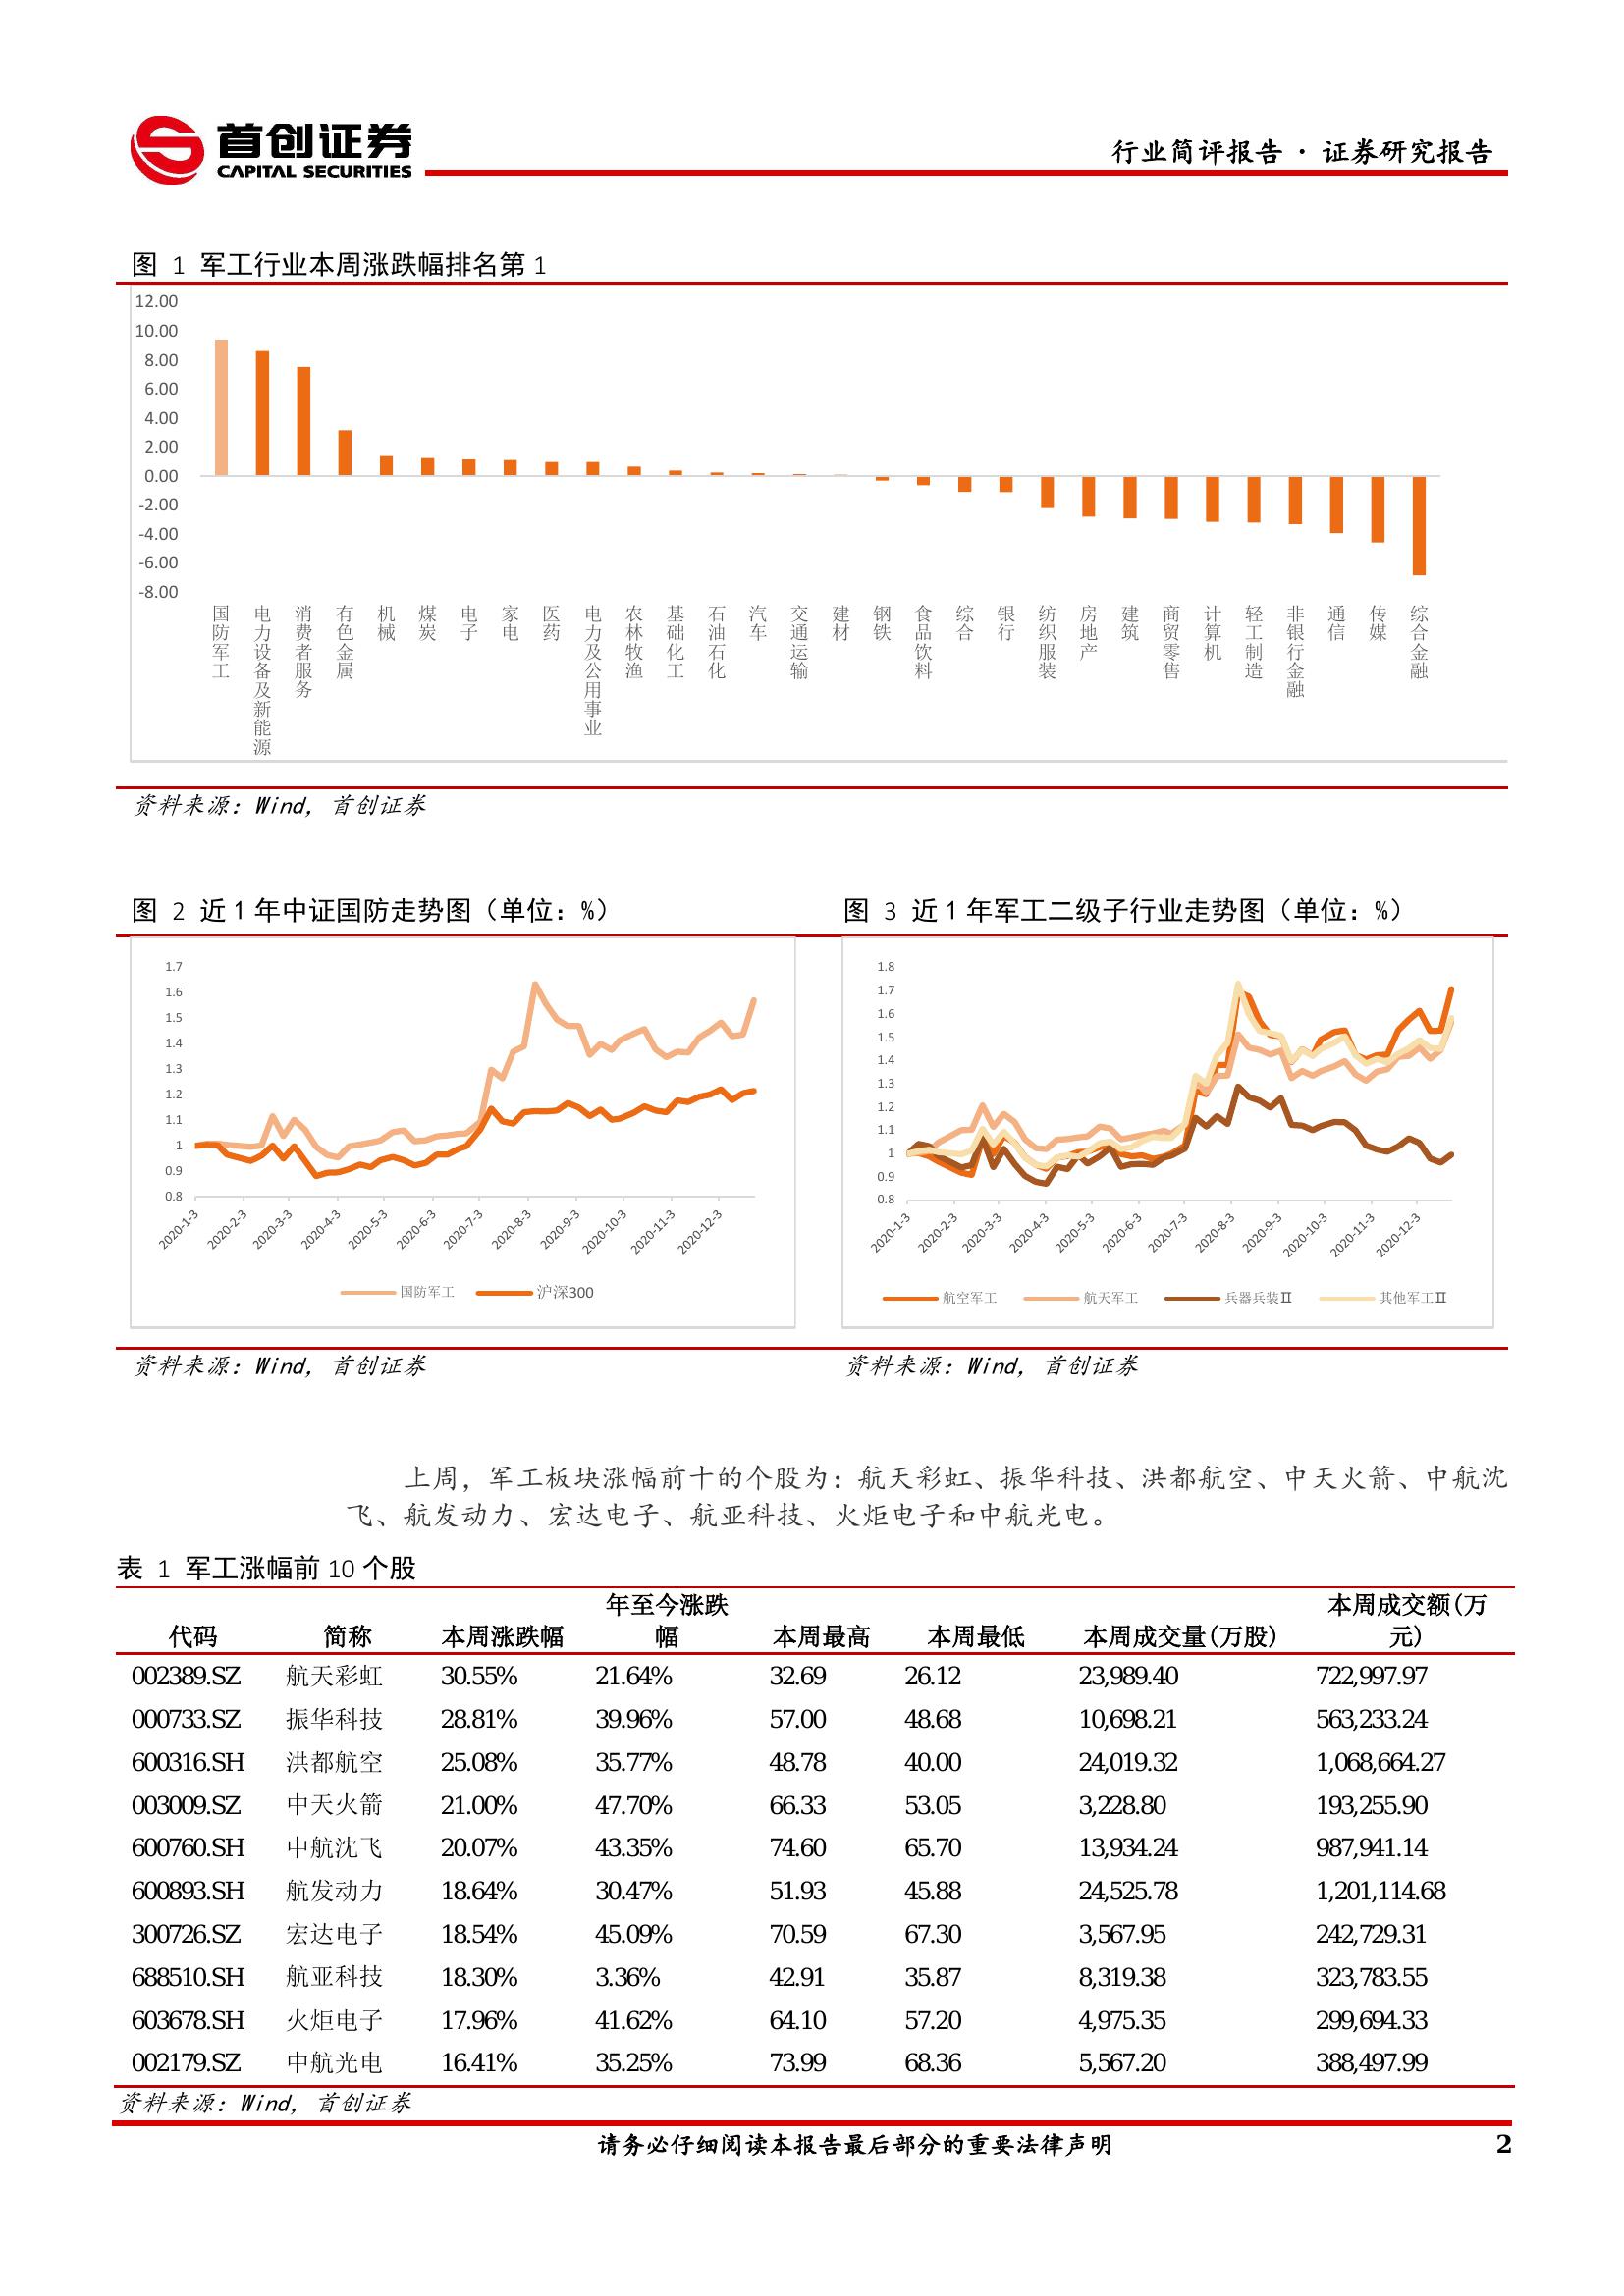 首创证券
CAPITAL SECURITIES
行业简评报告 · 证券研究报告
图 1 军工行业本周涨跌幅排名第 1
12.00
10.00
8.00
6.00
4.00
2.00
0.00
-2.00
-4.00
-6.00
-8.00
国防军工
电力设备及新能源
消费者服务
有色金属
机械
煤炭
电子
家电
医药
电力及公用事业
农林牧渔
基础化工
石油石化
汽车
交通运输
建材
钢铁
食品饮料
综合
银行
纺织服装
房地产
建筑
商贸零售
计算机
轻工制造
非银行金融
通信
传媒
综合金融
资料来源：Wind，首创证券
图 2 近 1 年中证国防走势图（单位：%）
1.7
1.6
1.5
1.4
1.3
1.2
1.1
1
0.9
0.8
2020-1-3
2020-2-3
2020-3-3
2020-4-3
2020-5-3
2020-6-3
2020-7-3
2020-8-3
2020-9-3
2020-10-3
2020-11-3
2020-12-3
国防军工 沪深300
资料来源：Wind，首创证券
图 3 近 1 年军工二级子行业走势图（单位：%）
1.8
1.7
1.6
1.5
1.4
1.3
1.2
1.1
1
0.9
0.8
2020-1-3
2020-2-3
2020-3-3
2020-4-3
2020-5-3
2020-6-3
2020-7-3
2020-8-3
2020-9-3
2020-10-3
2020-11-3
2020-12-3
航空军工 航天军工 兵器兵装Ⅱ 其他军工Ⅱ
资料来源：Wind，首创证券
上周，军工板块涨幅前十的个股为：航天彩虹、振华科技、洪都航空、中天火箭、中航沈
飞、航发动力、宏达电子、航亚科技、火炬电子和中航光电。
表 1 军工涨幅前 10 个股
年至今涨跌 本周成交额(万
代码 简称 本周涨跌幅 幅 本周最高 本周最低 本周成交量(万股) 元)
002389.SZ 航天彩虹 30.55% 21.64% 32.69 26.12 23,989.40 722,997.97
000733.SZ 振华科技 28.81% 39.96% 57.00 48.68 10,698.21 563,233.24
600316.SH 洪都航空 25.08% 35.77% 48.78 40.00 24,019.32 1,068,664.27
003009.SZ 中天火箭 21.00% 47.70% 66.33 53.05 3,228.80 193,255.90
600760.SH 中航沈飞 20.07% 43.35% 74.60 65.70 13,934.24 987,941.14
600893.SH 航发动力 18.64% 30.47% 51.93 45.88 24,525.78 1,201,114.68
300726.SZ 宏达电子 18.54% 45.09% 70.59 67.30 3,567.95 242,729.31
688510.SH 航亚科技 18.30% 3.36% 42.91 35.87 8,319.38 323,783.55
603678.SH 火炬电子 17.96% 41.62% 64.10 57.20 4,975.35 299,694.33
002179.SZ 中航光电 16.41% 35.25% 73.99 68.36 5,567.20 388,497.99
资料来源：Wind，首创证券
请务必仔细阅读本报告最后部分的重要法律声明 2